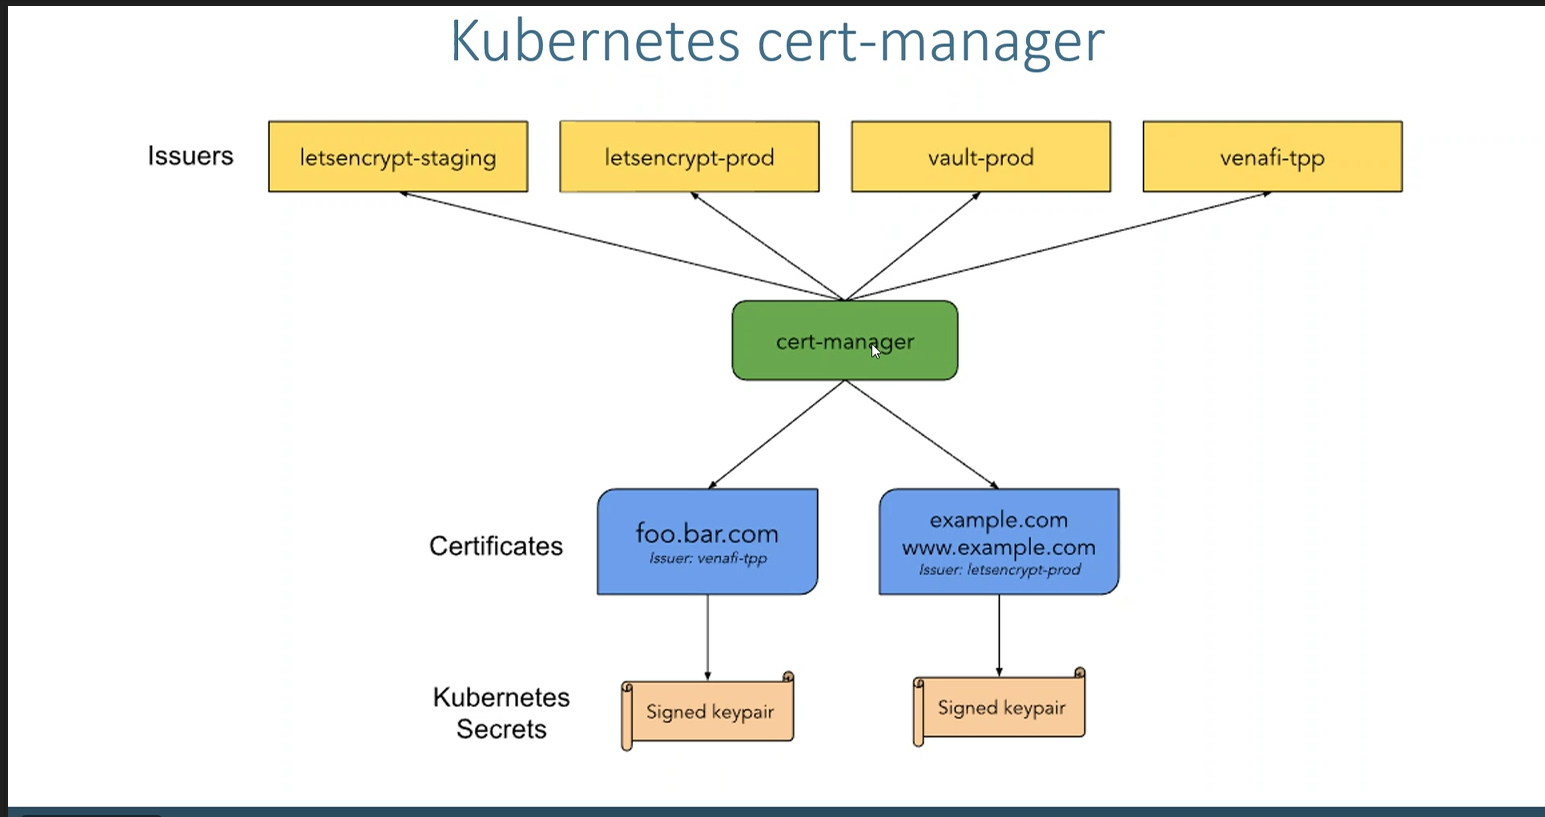 Kubernetes cert-manager
Issuers
letsencrypt-staging
letsencrypt-prod
vault-prod
venafi-tpp
cert-manager
Certificates
foo.bar.com
Issuer: venafi-tpp
example.com
www.example.com
Issuer: letsencrypt-prod
Kubernetes
Secrets
Signed keypair
Signed keypair